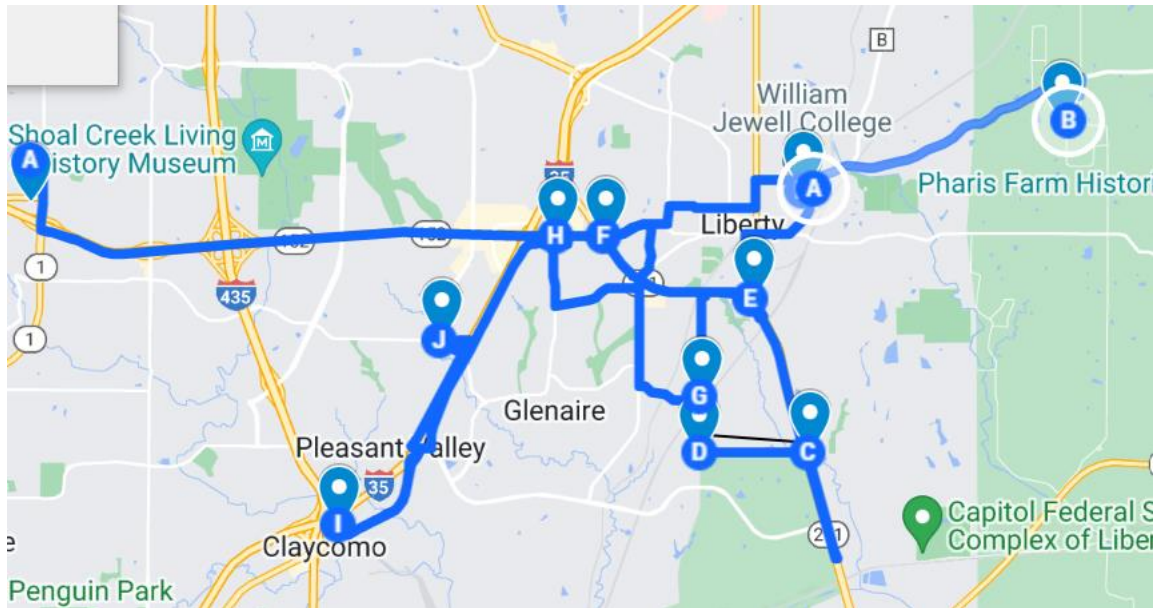 B
William
Jewell College
B
Shoal Creek Living
istory Museum
A
35
A
Pharis Farm Histori
H
F
Liberty
152
1
435
E
1
J
G
Glenaire
Pleasant Valley
D
C
35
I
Claycomo
Capitol Federal S
Complex of Liber
e
Penguin Park